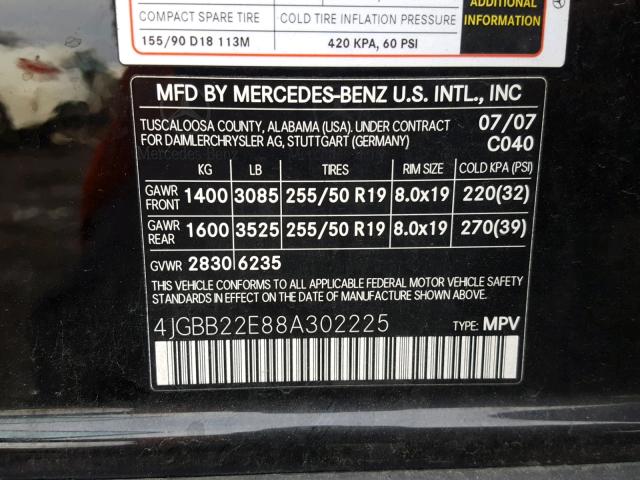 COMPACT SPARE TIRE COLD TIRE INFLATION PRESSURE
155/90 D18 113M 420 KPA, 60 PSI
ADDITIONAL
INFORMATION
MFD BY MERCEDES-BENZ U.S. INTL., INC
TUSCALOOSA COUNTY, ALABAMA (USA). UNDER CONTRACT 07/07
FOR DAIMLERCHRYSLER AG, STUTTGART (GERMANY) C040
KG LB TIRES RIM SIZE COLD KPA (PSI)
GAWR FRONT 1400 3085 255/50 R19 8.0x19 220(32)
GAWR REAR 1600 3525 255/50 R19 8.0x19 270(39)
GVWR 2830 6235
THIS VEHICLE CONFORMS TO ALL APPLICABLE FEDERAL MOTOR VEHICLE SAFETY
STANDARDS IN EFFECT ON THE DATE OF MANUFACTURE SHOWN ABOVE.
4JGBB22E88A302225 TYPE: MPV